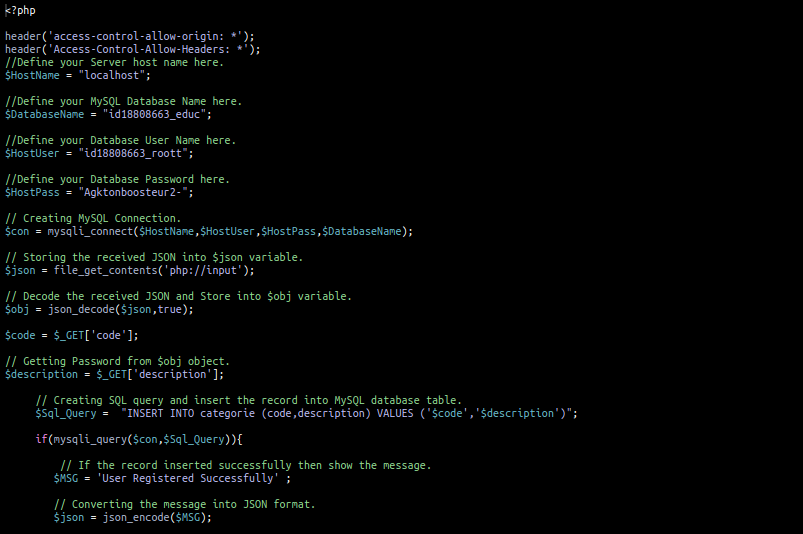 <?php
header('access-control-allow-origin: *');
header('Access-Control-Allow-Headers: *');
//Define your Server host name here.
$HostName = "localhost";
//Define your MySQL Database Name here.
$DatabaseName = "id18808663_educ";
//Define your Database User Name here.
$HostUser = "id18808663_roott";
//Define your Database Password here.
$HostPass = "Agktonboosteur2-";
// Creating MySQL Connection.
$con = mysqli_connect($HostName,$HostUser,$HostPass,$DatabaseName);
// Storing the received JSON into $json variable.
$json = file_get_contents('php://input');
// Decode the received JSON and Store into $obj variable.
$obj = json_decode($json,true);
$code = $_GET['code'];
// Getting Password from $obj object.
$description = $_GET['description'];
// Creating SQL query and insert the record into MySQL database table.
$Sql_Query =  "INSERT INTO categorie (code,description) VALUES ('$code','$description')";
if(mysqli_query($con,$Sql_Query)){
// If the record inserted successfully then show the message.
$MSG = 'User Registered Successfully' ;
// Converting the message into JSON format.
$json = json_encode($MSG);